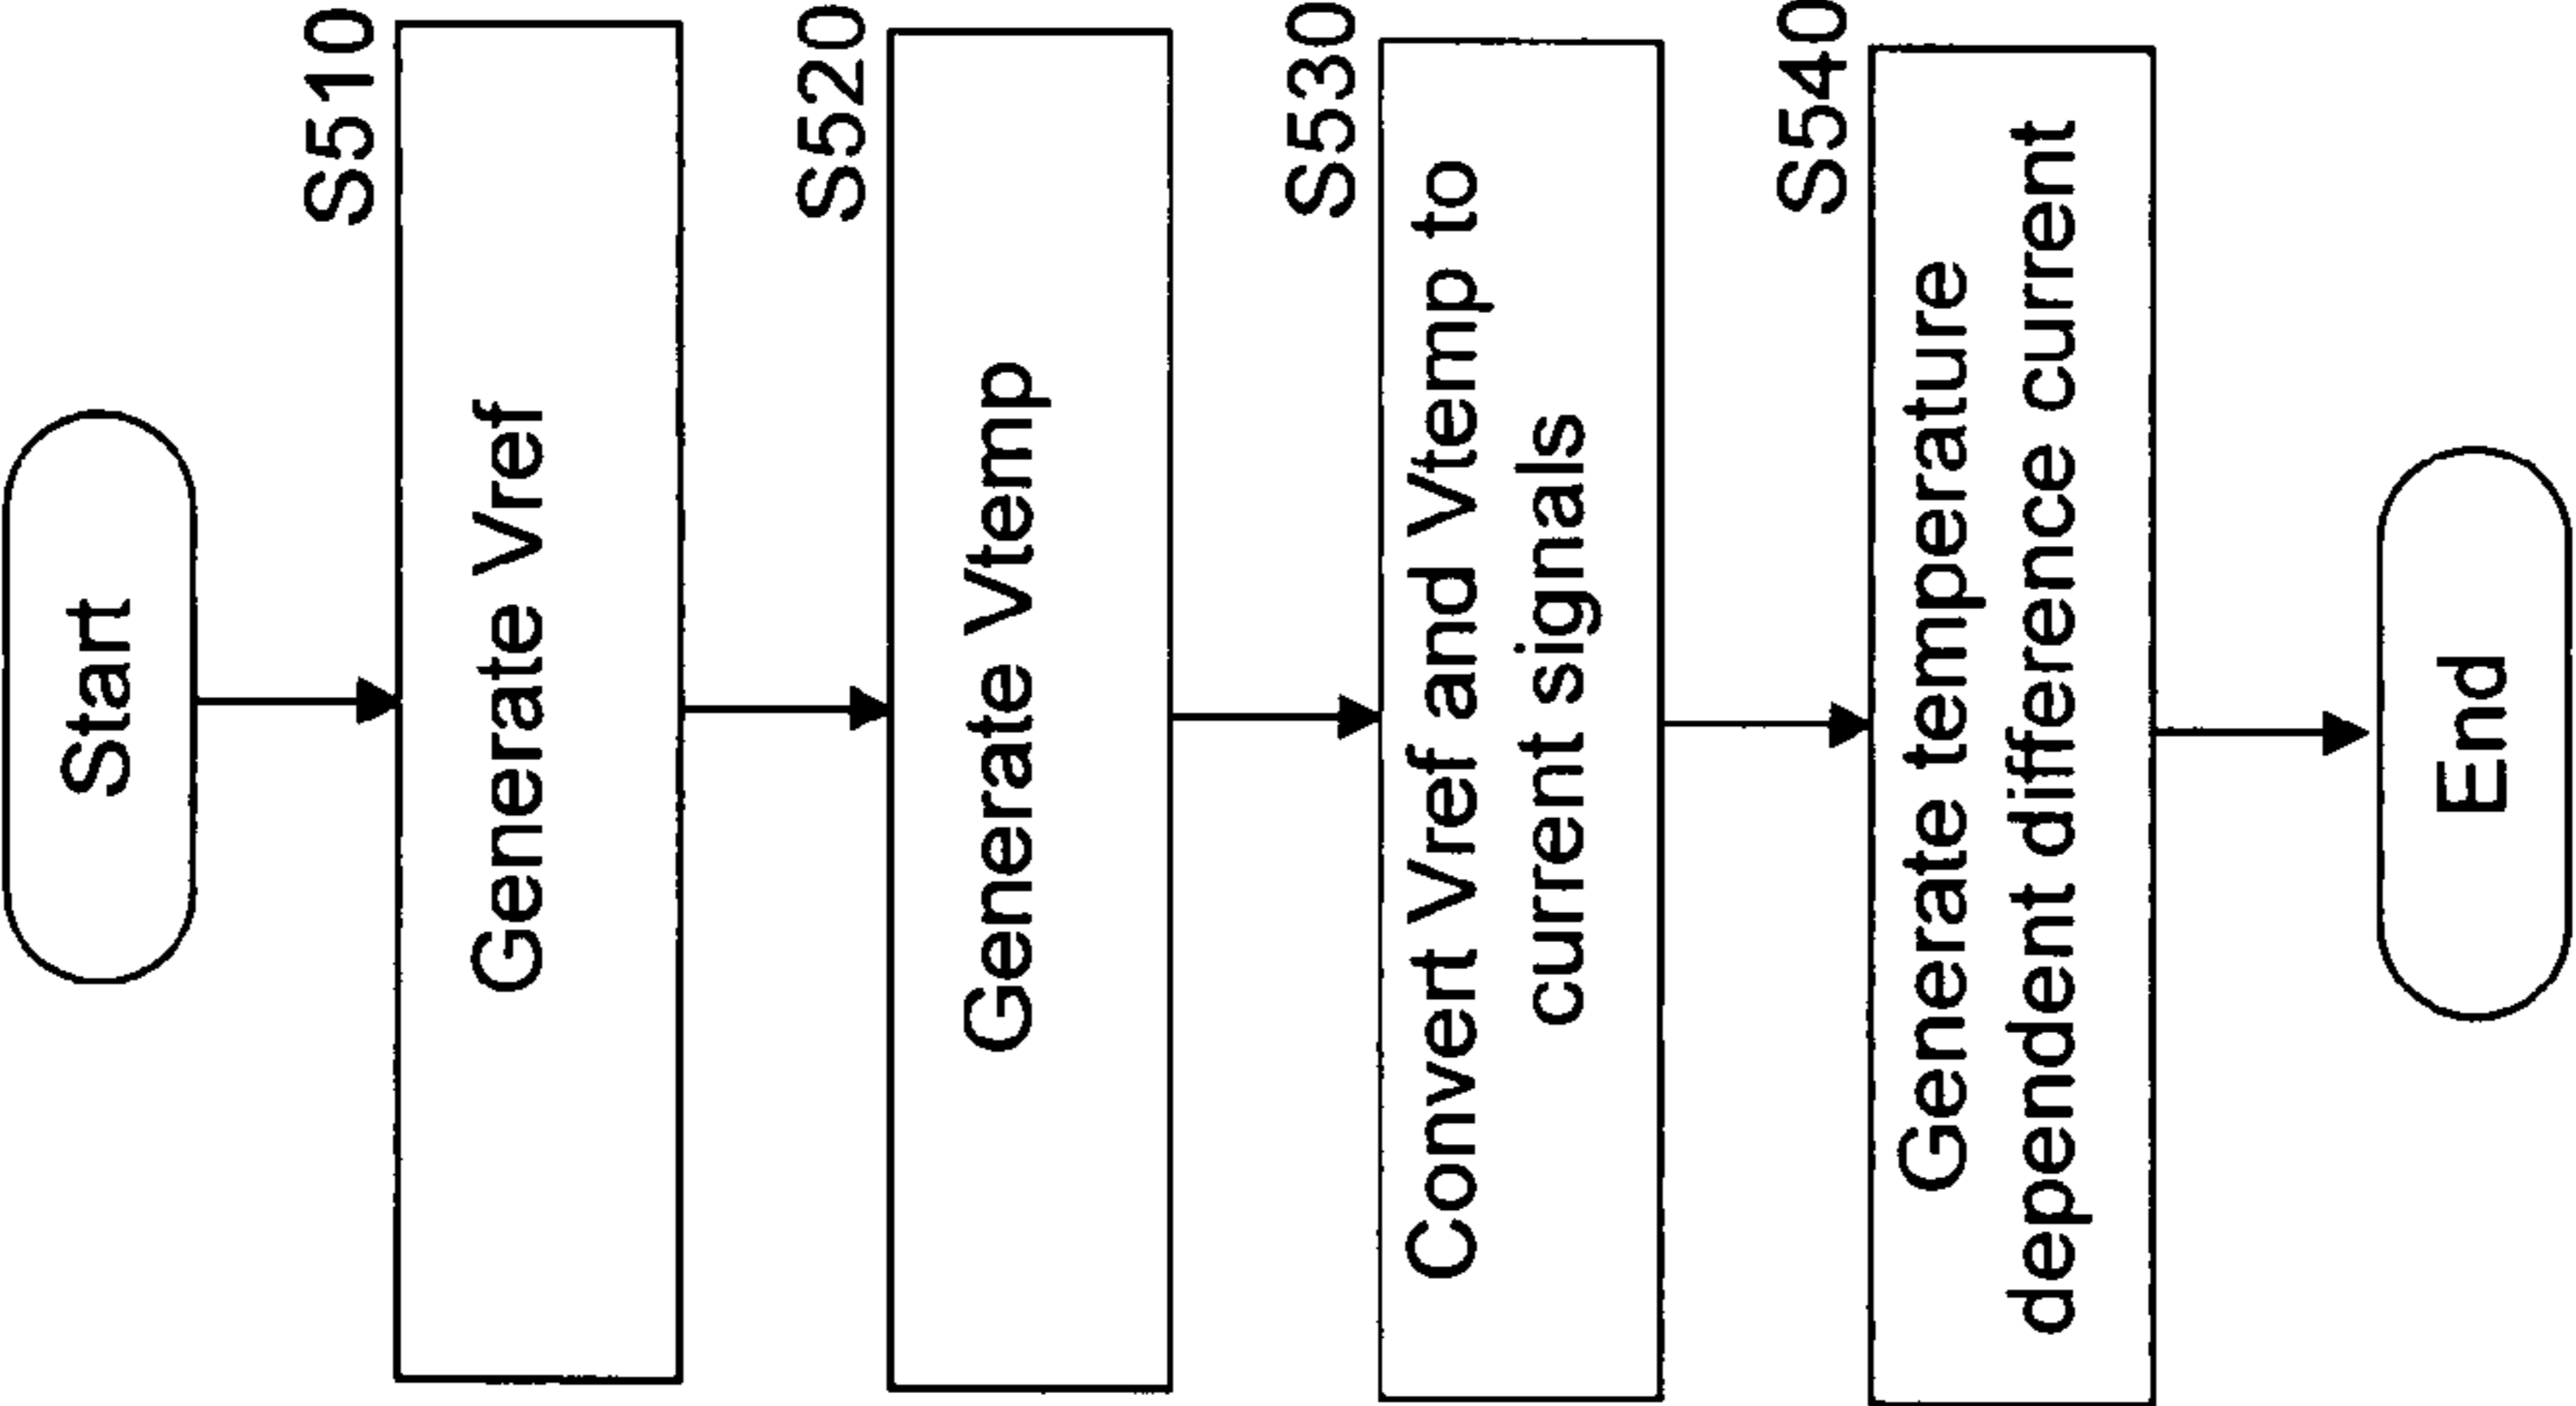 Start
S510
Generate Vref
S520
Generate Vtemp
S530
Convert Vref and Vtemp to
current signals
S540
Generate temperature
dependent difference current
End